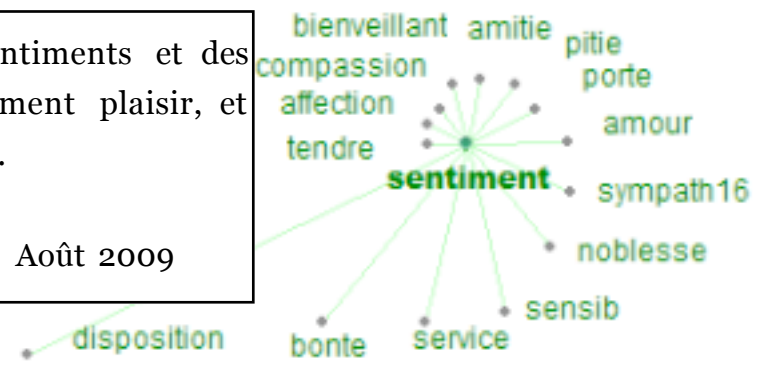 ntiments et des
ment plaisir, et
.
Août 2009
bienveillant
amitie
pitie
compassion
porte
affection
amour
tendre
sentiment
sympath16
noblesse
sensib
disposition
bonte
service